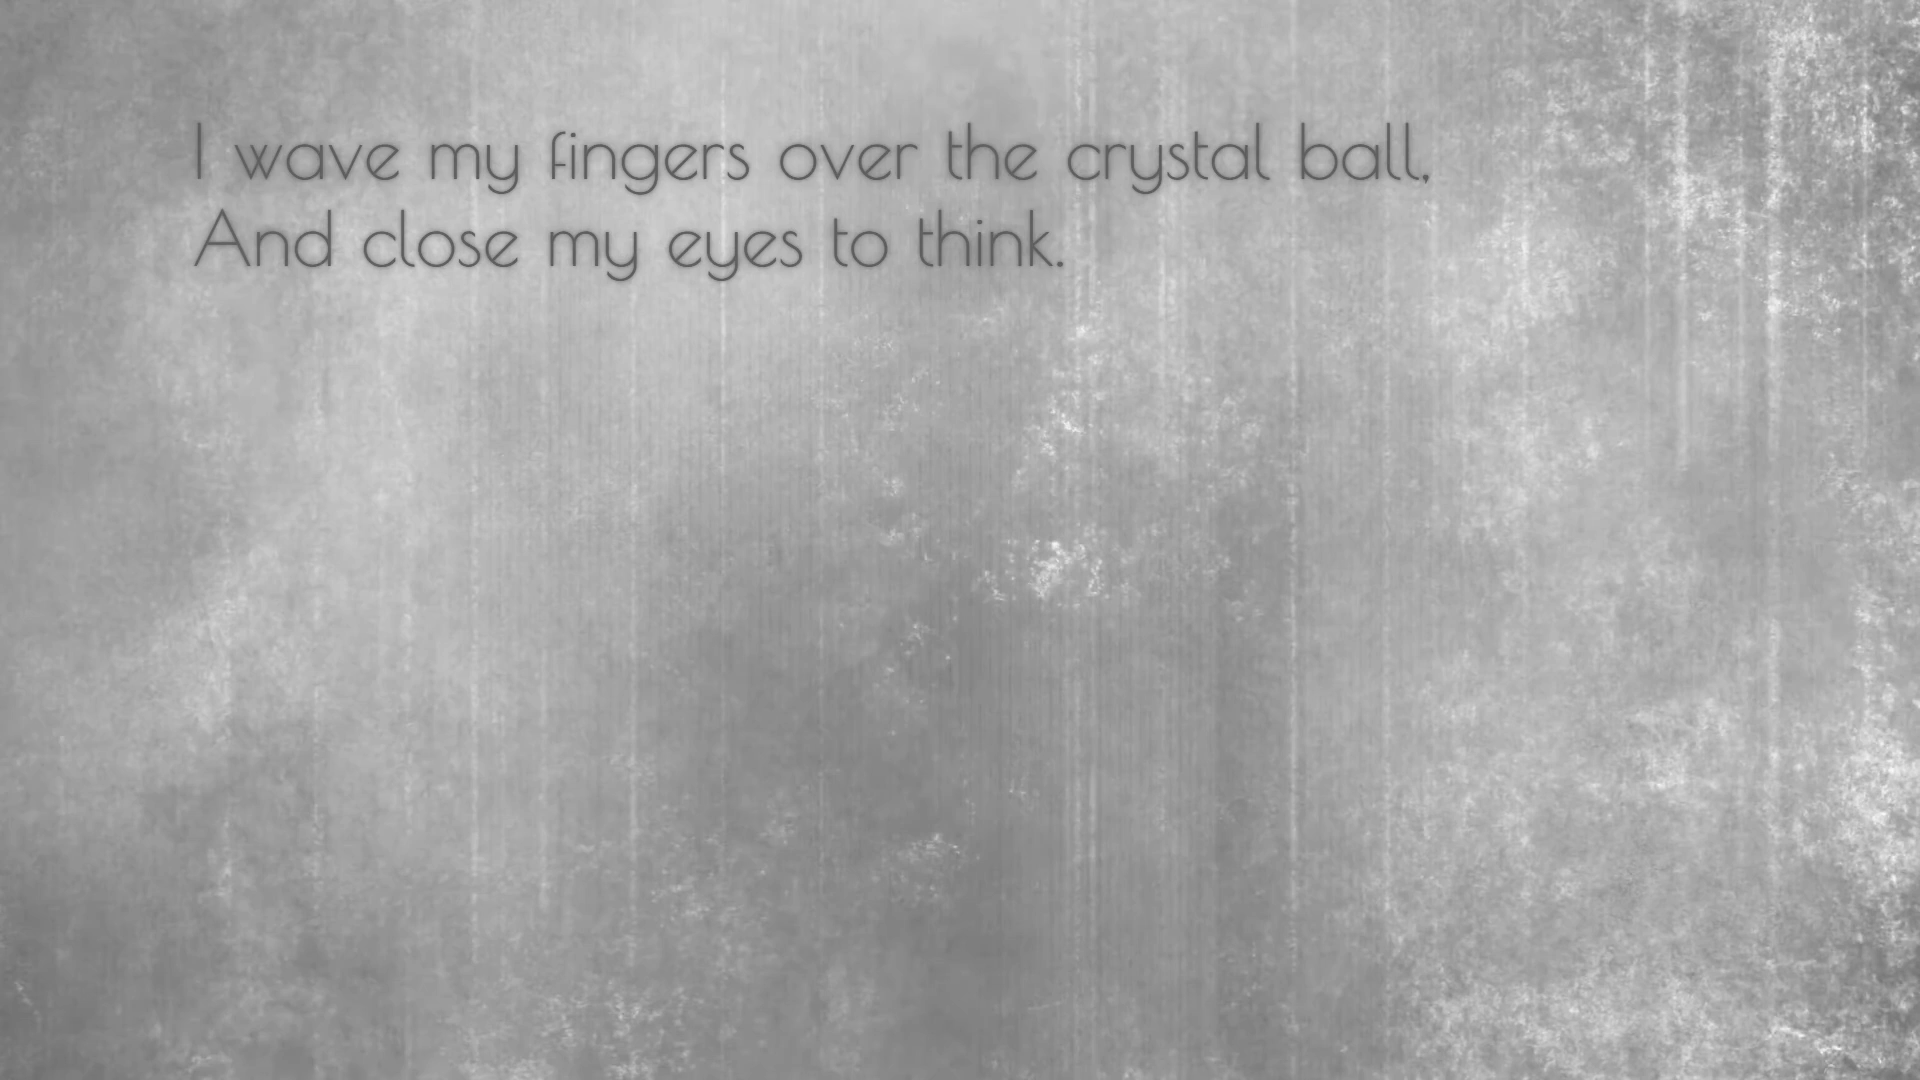 I wave my fingers over the crystal ball,
And close my eyes to think.